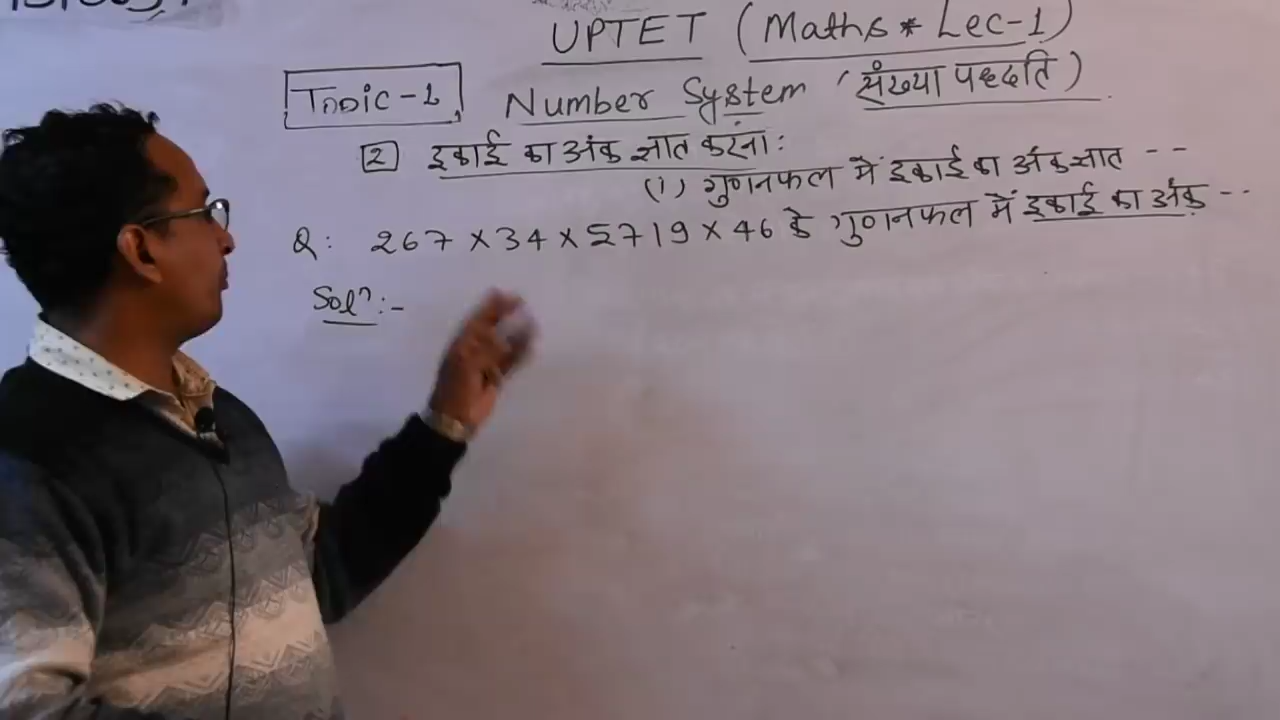 UPTET (Maths * Lec-1)
Topic-1 Number System (संख्या पद्धति)
2 इकाई का अंक ज्ञात करना:
(i) गुणनफल में इकाई का अंक ज्ञात --
Q: 267 × 34 × 5719 × 46 के गुणनफल में इकाई का अंक --
Solⁿ:-